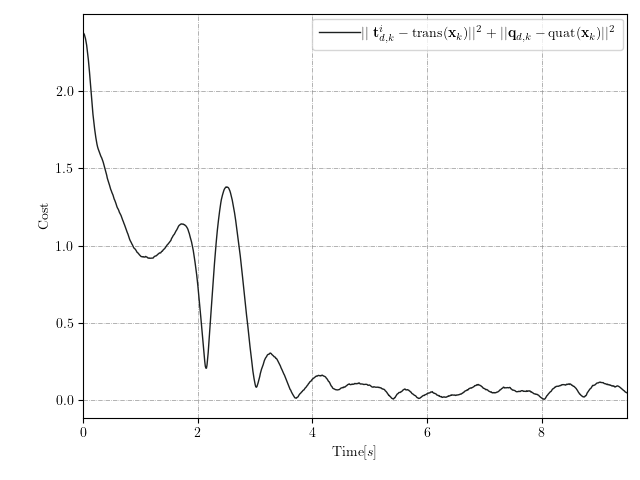 || t^i_{d,k} − trans(x_k)||^2 + ||q_{d,k} − quat(x_k)||^2
2.0
1.5
Cost
1.0
0.5
0.0
0 2 4 6 8
Time[s]